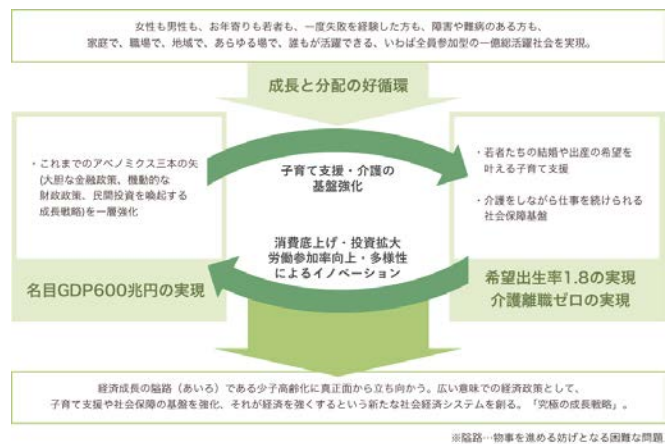 女性も男性も、お年寄りも若者も、一度失敗を経験した方も、障害や難病のある方も、
家庭で、職場で、地域で、あらゆる場で、誰もが活躍できる、いわば全員参加型の一億総活躍社会を実現。
成長と分配の好循環
・これまでのアベノミクス三本の矢
(大胆な金融政策、機動的な
財政政策、民間投資を喚起する
成長戦略)を一層強化
名目GDP600兆円の実現
子育て支援・介護の
基盤強化
消費底上げ・投資拡大
労働参加率向上・多様性
によるイノベーション
・若者たちの結婚や出産の希望を
叶える子育て支援
・介護をしながら仕事を続けられる
社会保障基盤
希望出生率1.8の実現
介護離職ゼロの実現
経済成長の隘路（あいろ）である少子高齢化に真正面から立ち向かう。広い意味での経済政策として、
子育て支援や社会保障の基盤を強化、それが経済を強くするという新たな社会経済システムを創る。「究極の成長戦略」。
※隘路…物事を進める妨げとなる困難な問題